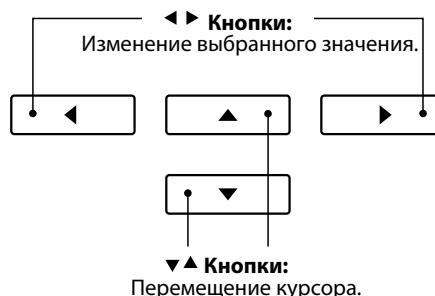 ◀ ▶ Кнопки:
Изменение выбранного значения.
▼▲ Кнопки:
Перемещение курсора.